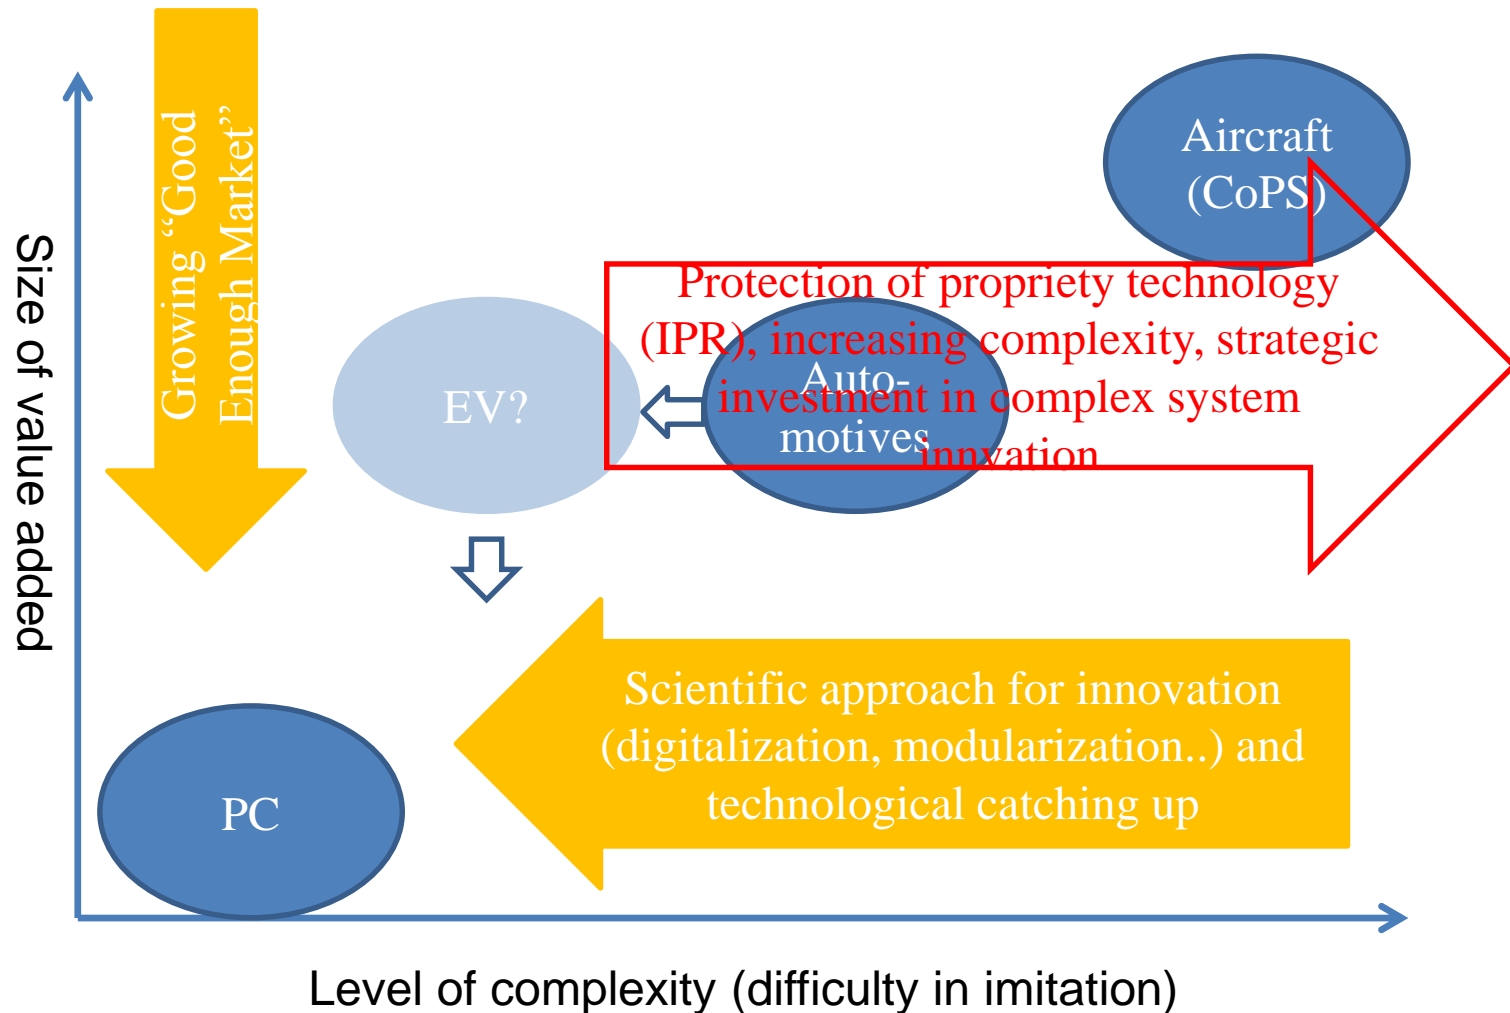 Growing “Good
Enough Market”
Aircraft
(CoPS)
Size of value added
Protection of propriety technology
(IPR), increasing complexity, strategic
investment in complex system
innvation
EV?
Auto-
motives
Scientific approach for innovation
(digitalization, modularization..) and
technological catching up
PC
Level of complexity (difficulty in imitation)